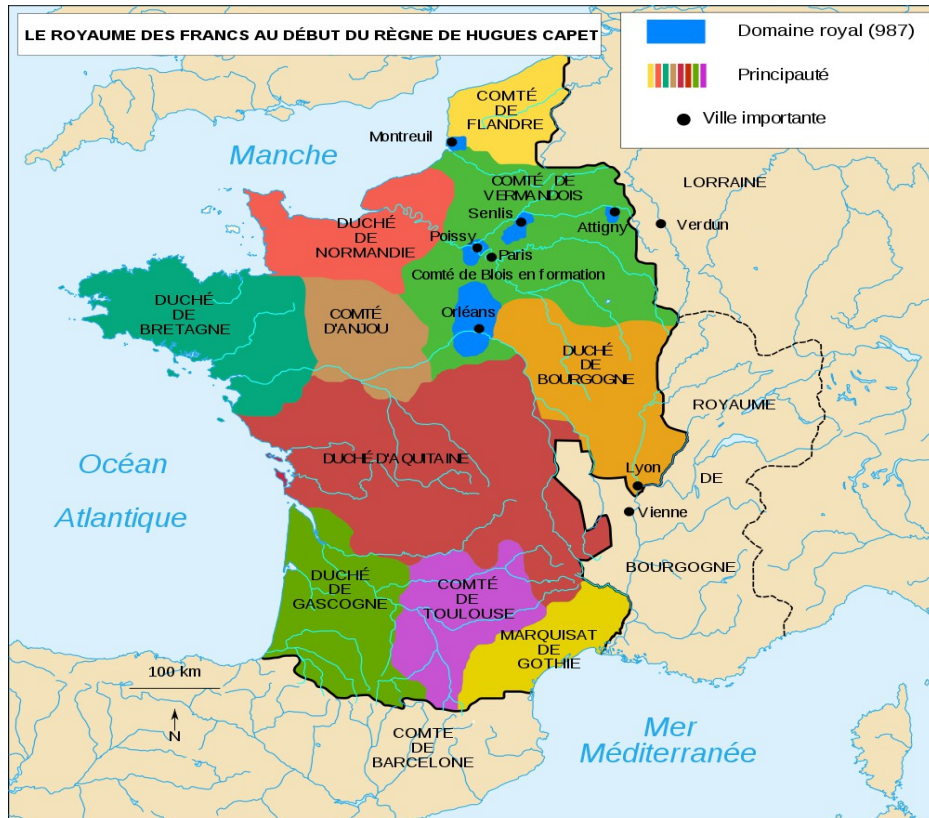 LE ROYAUME DES FRANCS AU DÉBUT DU RÈGNE DE HUGUES CAPET
Domaine royal (987)
Principauté
Ville importante
COMTÉ
DE
FLANDRE
Montreuil
Manche
COMTÉ DE
VERMANDOIS
LORRAINE
Senlis
Attigny
Verdun
DUCHÉ
DE
NORMANDIE
Poissy
Paris
Comté de Blois en formation
DUCHÉ
DE
BRETAGNE
COMTÉ
D'ANJOU
Orléans
DUCHÉ
DE
BOURGOGNE
ROYAUME
DE
BOURGOGNE
Océan
Atlantique
DUCHÉ D'AQUITAINE
Lyon
Vienne
DUCHÉ
DE
GASCOGNE
COMTÉ
DE
TOULOUSE
MARQUISAT
DE
GOTHIE
100 km
N
COMTE
DE
BARCELONE
Mer
Méditerranée